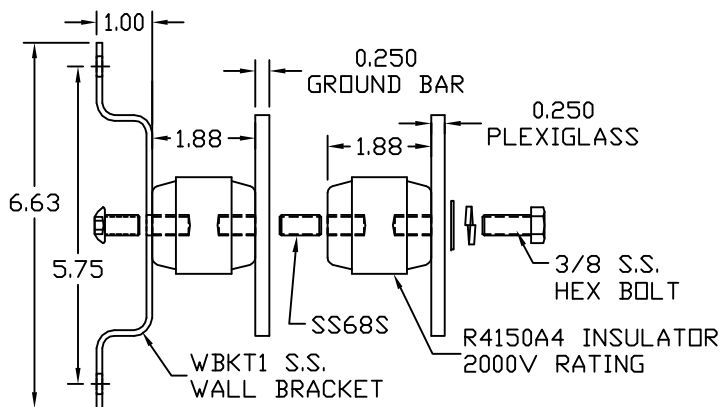 1.00
0.250
GROUND BAR
0.250
PLEXIGLASS
1.88
1.88
6.63
5.75
3/8 S.S.
HEX BOLT
SS68S
R4150A4 INSULATOR
2000V RATING
WBKT1 S.S.
WALL BRACKET